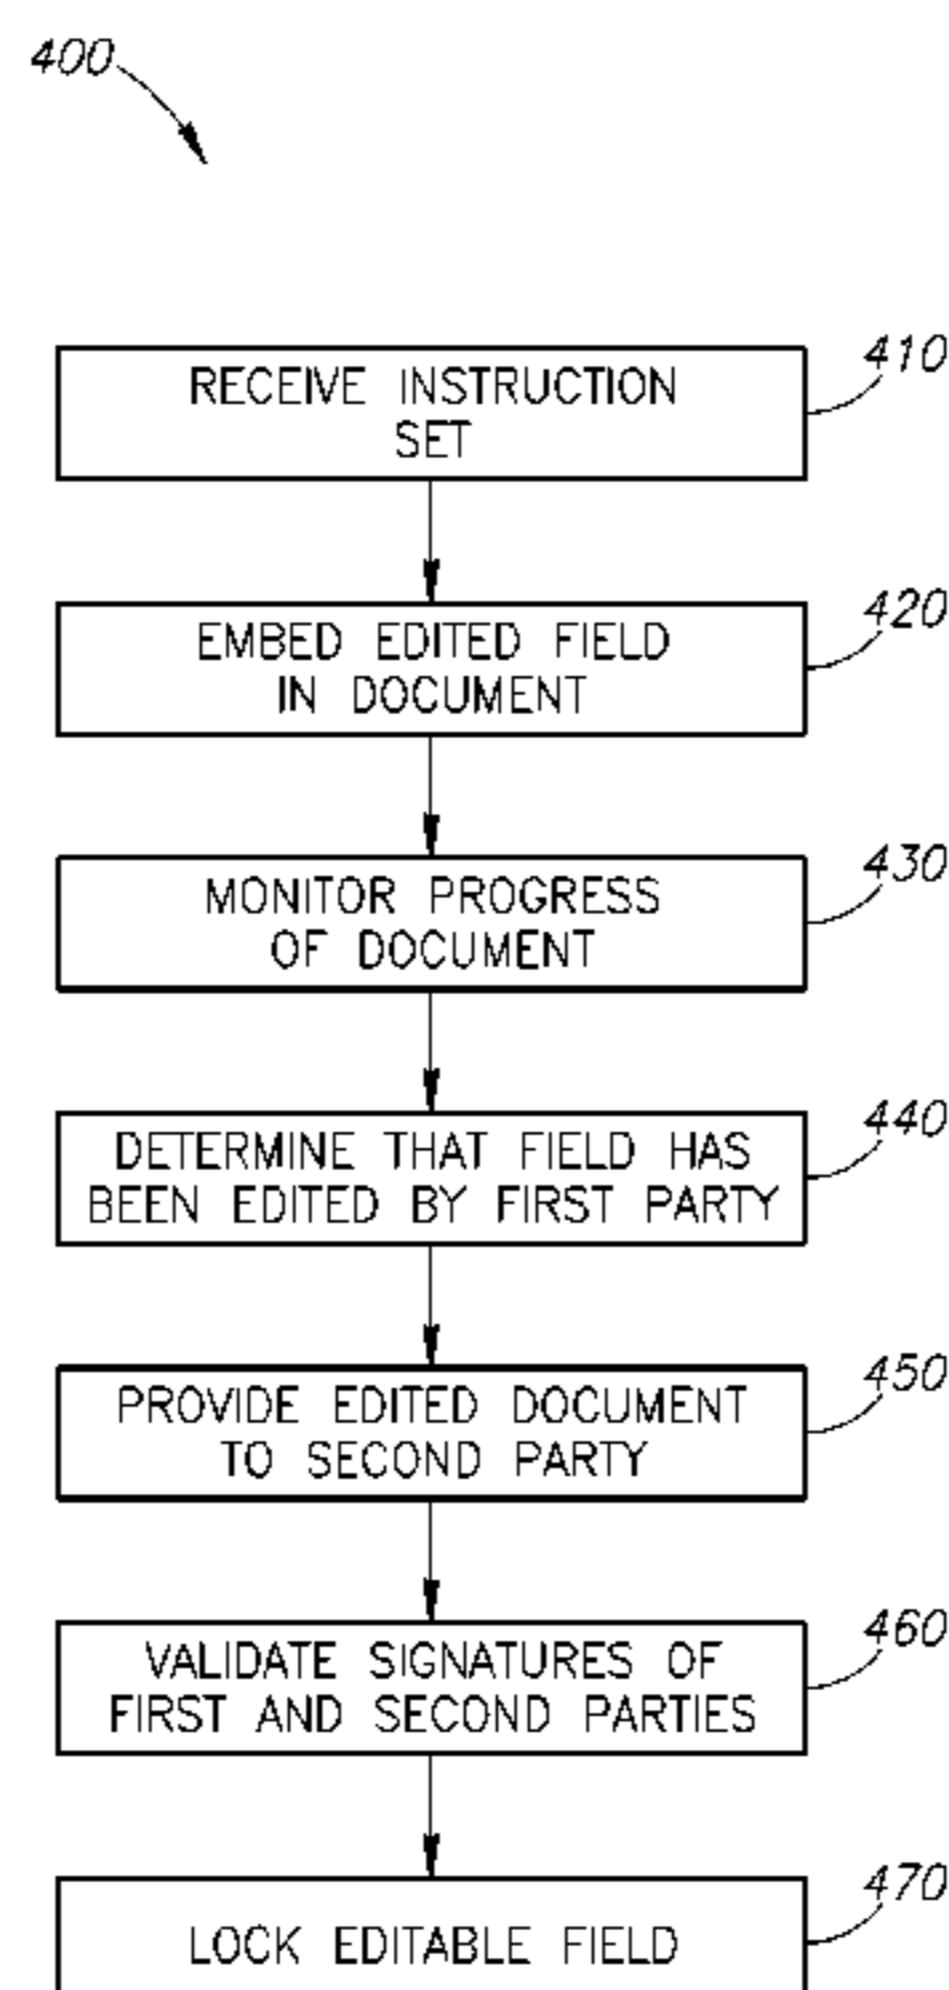 400
410
RECEIVE INSTRUCTION
SET
420
EMBED EDITED FIELD
IN DOCUMENT
430
MONITOR PROGRESS
OF DOCUMENT
440
DETERMINE THAT FIELD HAS
BEEN EDITED BY FIRST PARTY
450
PROVIDE EDITED DOCUMENT
TO SECOND PARTY
460
VALIDATE SIGNATURES OF
FIRST AND SECOND PARTIES
470
LOCK EDITABLE FIELD